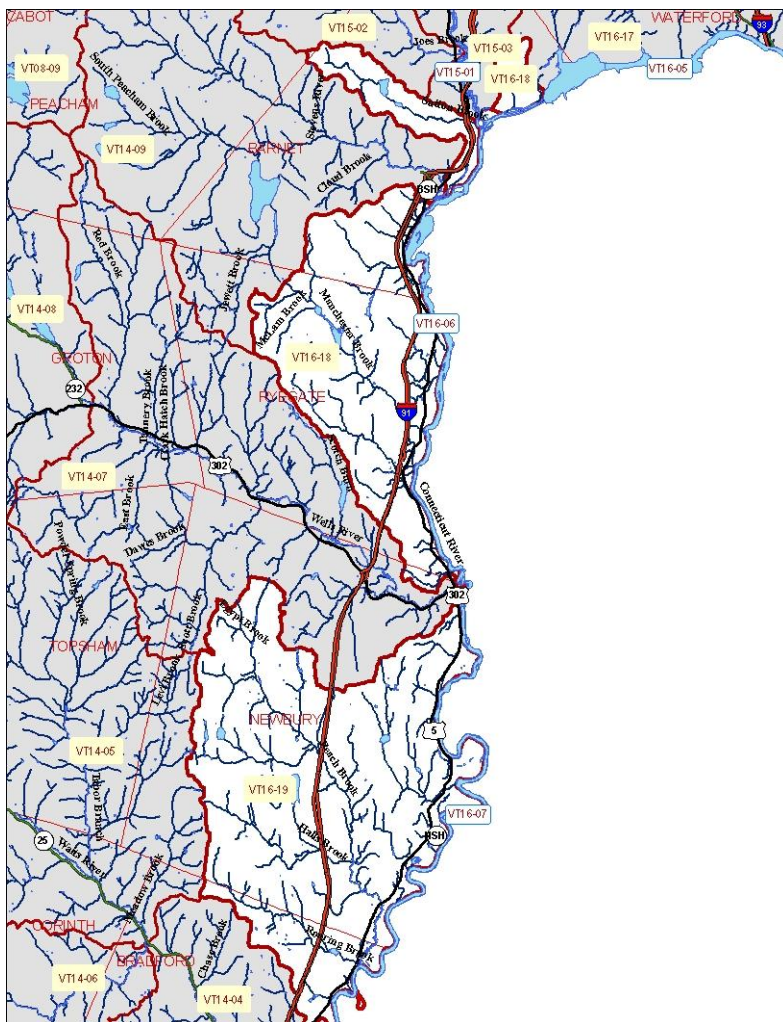 CABOT
WATERFORD
93
VT15-02
VT16-17
Joes Brook
VT15-03
VT08-09
VT15-01
VT16-05
VT16-18
South Peacham Brook
PEACHAM
Stevens River
VT14-09
BARNET
Cloud Brook
BSH
Red Brook
Jewett Brook
VT14-08
McLam Brook
Manchester Brook
VT16-06
GROTON
VT16-18
232
RYEGATE
91
Tannery Brook
302
VT14-07
Connecticut River
East Brook
Wells River
Dawes Brook
302
TOPSHAM
NEWBURY
5
VT14-05
Peach Brook
VT16-19
VT16-07
Tabor Branch
25
Halls Brook
Waits River
CORINTH
Roaring Brook
BRADFORD
Chase Brook
VT14-06
VT14-04